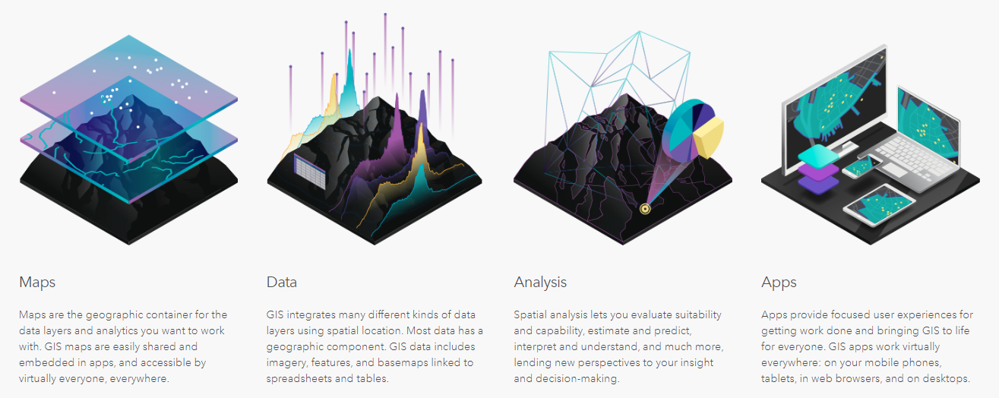 Maps
Maps are the geographic container for the
data layers and analytics you want to work
with. GIS maps are easily shared and
embedded in apps, and accessible by
virtually everyone, everywhere.
Data
GIS integrates many different kinds of data
layers using spatial location. Most data has a
geographic component. GIS data includes
imagery, features, and basemaps linked to
spreadsheets and tables.
Analysis
Spatial analysis lets you evaluate suitability
and capability, estimate and predict,
interpret and understand, and much more,
lending new perspectives to your insight
and decision-making.
Apps
Apps provide focused user experiences for
getting work done and bringing GIS to life
for everyone. GIS apps work virtually
everywhere: on your mobile phones,
tablets, in web browsers, and on desktops.